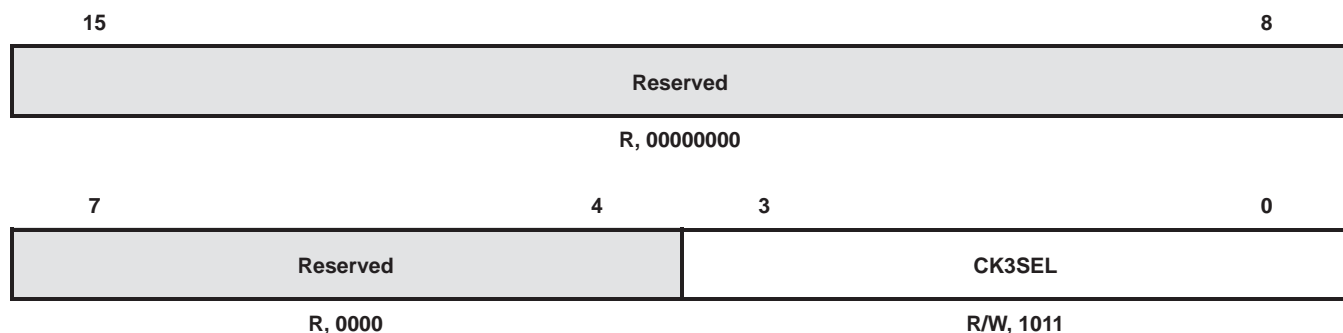 15 8
Reserved
R, 00000000
7 4 3 0
Reserved CK3SEL
R, 0000 R/W, 1011